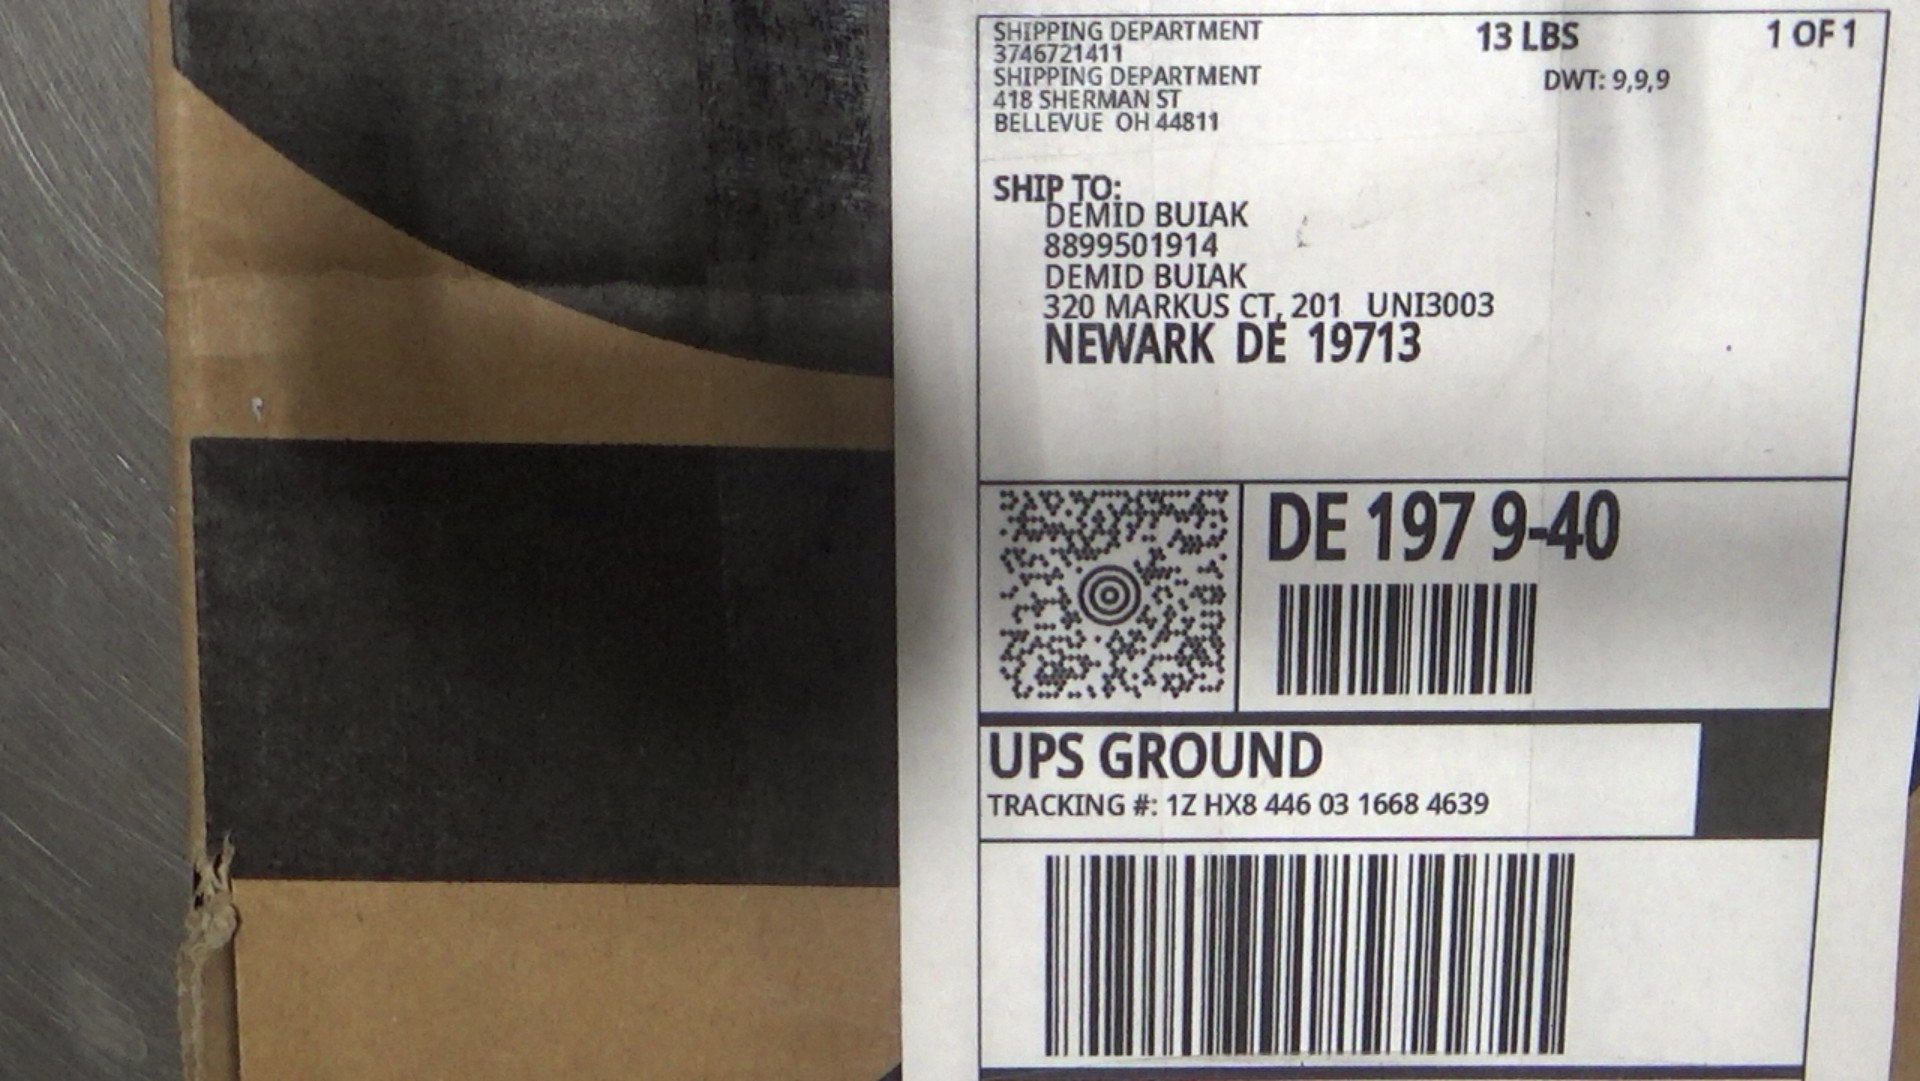 SHIPPING DEPARTMENT
3746721411
SHIPPING DEPARTMENT
418 SHERMAN ST
BELLEVUE OH 44811
13 LBS
1 OF 1
DWT: 9,9,9
SHIP TO:
DEMID BUIAK
8899501914
DEMID BUIAK
320 MARKUS CT, 201 UNI3003
NEWARK DE 19713
DE 197 9-40
UPS GROUND
TRACKING #: 1Z HX8 446 03 1668 4639